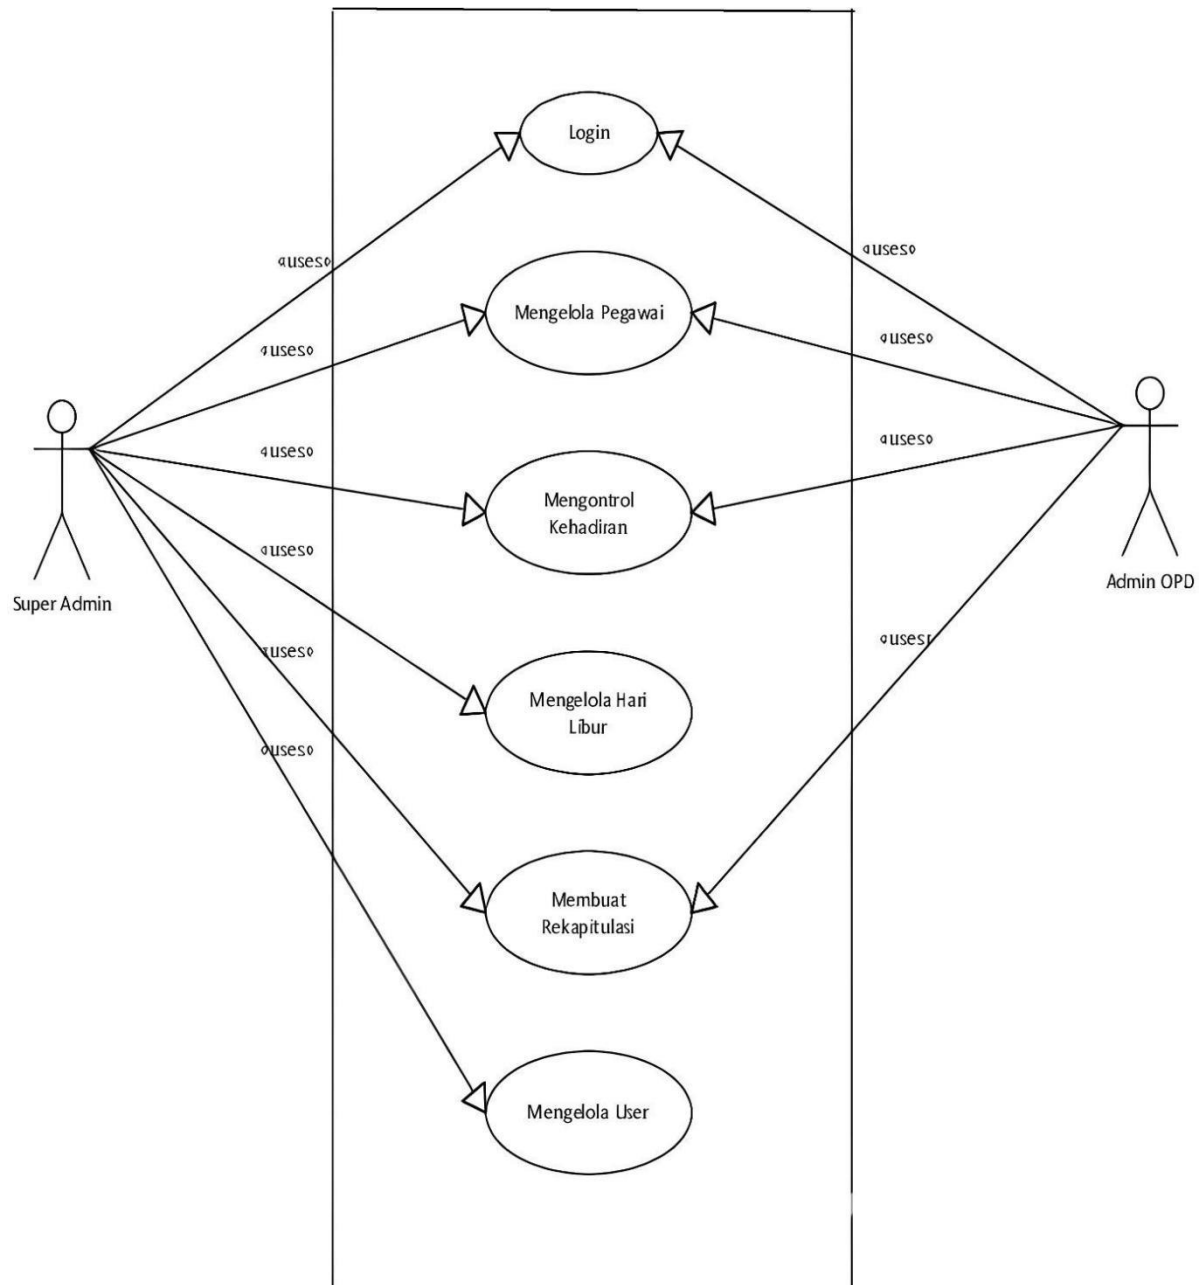 Login
«uses»
«uses»
Mengelola Pegawai
«uses»
«uses»
«uses»
«uses»
Mengontrol
Kehadiran
«uses»
Super Admin
Admin OPD
«uses»
«uses»
Mengelola Hari
Libur
«uses»
Membuat
Rekapitulasi
Mengelola User